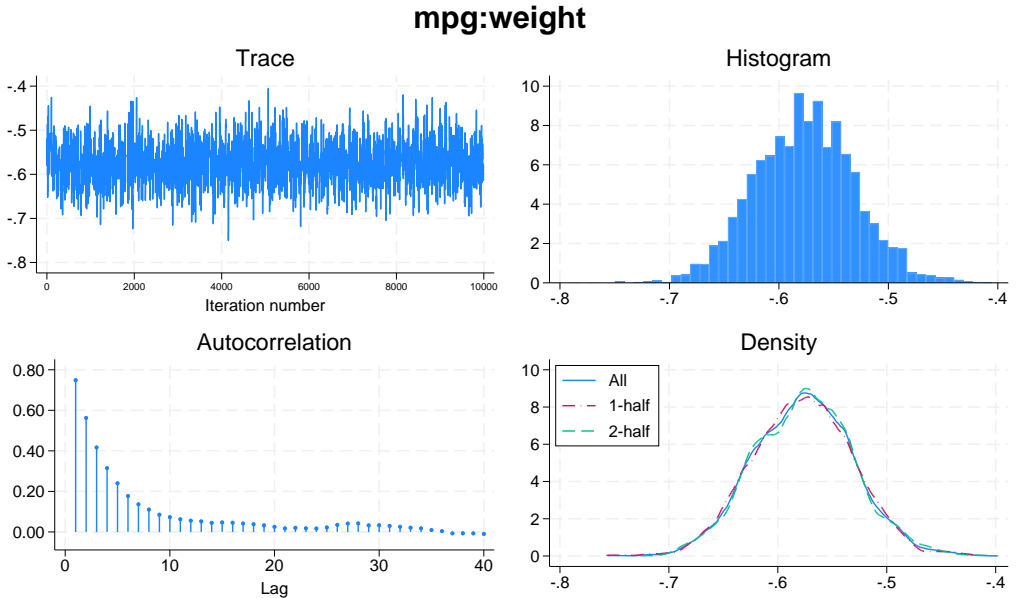 mpg:weight
Trace
-.4
-.5
-.6
-.7
-.8
0 2000 4000 6000 8000 10000
Iteration number
Histogram
10
8
6
4
2
0
-.8 -.7 -.6 -.5 -.4
Autocorrelation
0.80
0.60
0.40
0.20
0.00
0 10 20 30 40
Lag
Density
10
8
6
4
2
0
All
1-half
2-half
-.8 -.7 -.6 -.5 -.4